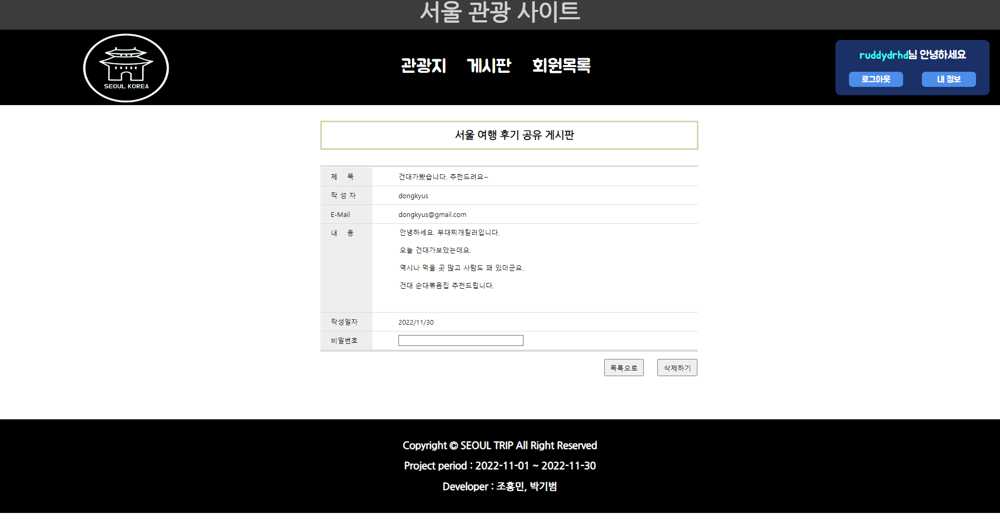 서울 관광 사이트
SEOUL KOREA
관광지 게시판 회원목록
ruddydrhd님 안녕하세요
로그아웃 내 정보
서울 여행 후기 공유 게시판
제 목 건대가봤습니다. 추천드려요~
작 성 자 dongkyus
E-Mail dongkyus@gmail.com
내 용 안녕하세요. 부대찌개킬러입니다.
오늘 건대가보았는데요.
역시나 먹을 곳 많고 사람도 꽤 있더군요.
건대 순대볶음집 추천드립니다.
작성일자 2022/11/30
비밀번호
목록으로 삭제하기
Copyright © SEOUL TRIP All Right Reserved
Project period : 2022-11-01 ~ 2022-11-30
Developer : 조홍민, 박기범